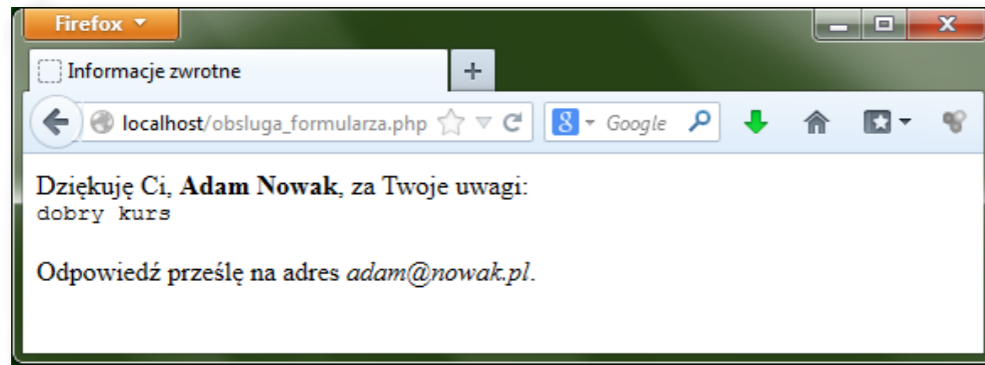 Firefox
Informacje zwrotne
localhost/obsluga_formularza.php
Google
Dziękuję Ci, Adam Nowak, za Twoje uwagi:
dobry kurs
Odpowiedź prześlę na adres adam@nowak.pl.